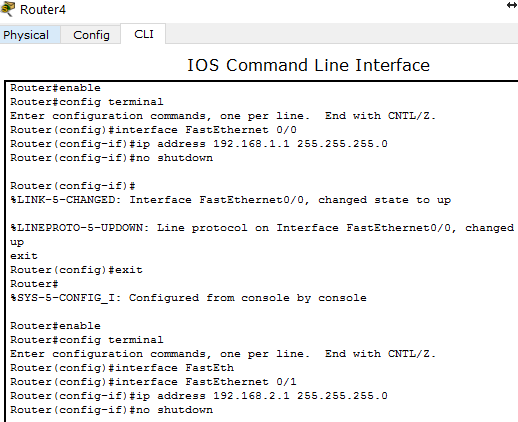 Router4
Physical Config CLI
IOS Command Line Interface
Router#enable
Router#config terminal
Enter configuration commands, one per line.  End with CNTL/Z.
Router(config)#interface FastEthernet 0/0
Router(config-if)#ip address 192.168.1.1 255.255.255.0
Router(config-if)#no shutdown
Router(config-if)#
%LINK-5-CHANGED: Interface FastEthernet0/0, changed state to up
%LINEPROTO-5-UPDOWN: Line protocol on Interface FastEthernet0/0, changed
up
exit
Router(config)#exit
Router#
%SYS-5-CONFIG_I: Configured from console by console
Router#enable
Router#config terminal
Enter configuration commands, one per line.  End with CNTL/Z.
Router(config)#interface FastEth
Router(config)#interface FastEthernet 0/1
Router(config-if)#ip address 192.168.2.1 255.255.255.0
Router(config-if)#no shutdown